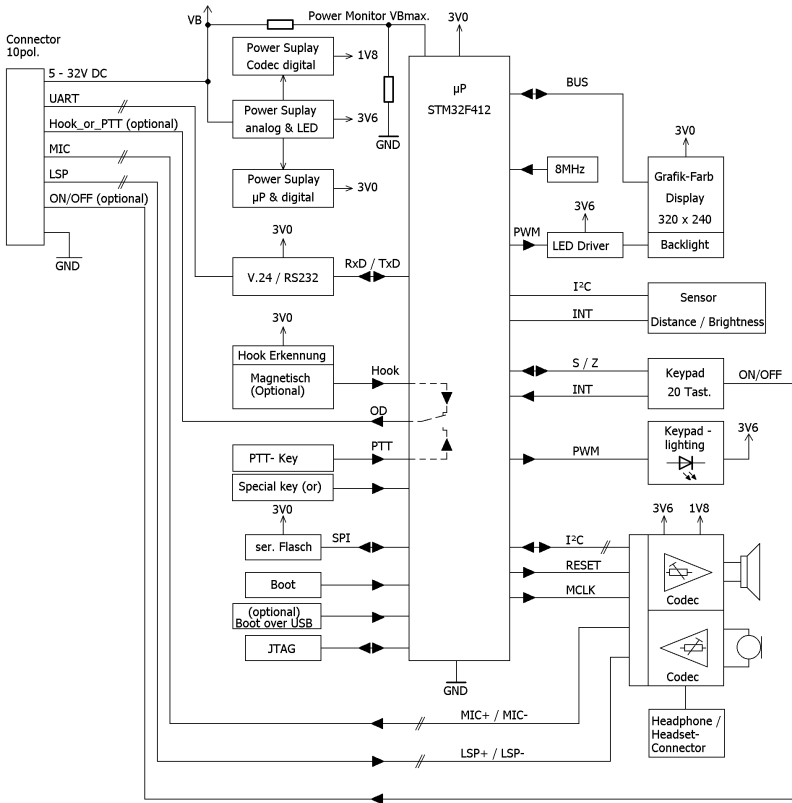 VB
Power Monitor VBmax.
3V0
Connector
10pol.
5 - 32V DC
UART
Hook_or_PTT (optional)
MIC
LSP
ON/OFF (optional)
GND
Power Suplay
Codec digital
1V8
Power Suplay
analog & LED
3V6
GND
Power Suplay
µP & digital
3V0
µP
STM32F412
BUS
8MHz
3V0
Grafik-Farb
Display
320 x 240
Backlight
3V6
PWM
LED Driver
3V0
V.24 / RS232
RxD / TxD
I²C
INT
Sensor
Distance / Brightness
3V0
Hook Erkennung
Magnetisch
(Optional)
Hook
OD
PTT
PTT- Key
Special key (or)
S / Z
INT
Keypad
20 Tast.
ON/OFF
PWM
Keypad -
lighting
3V6
3V0
ser. Flasch
SPI
Boot
(optional)
Boot over USB
JTAG
GND
3V6
1V8
I²C
RESET
MCLK
Codec
Codec
MIC+ / MIC-
LSP+ / LSP-
Headphone /
Headset-
Connector